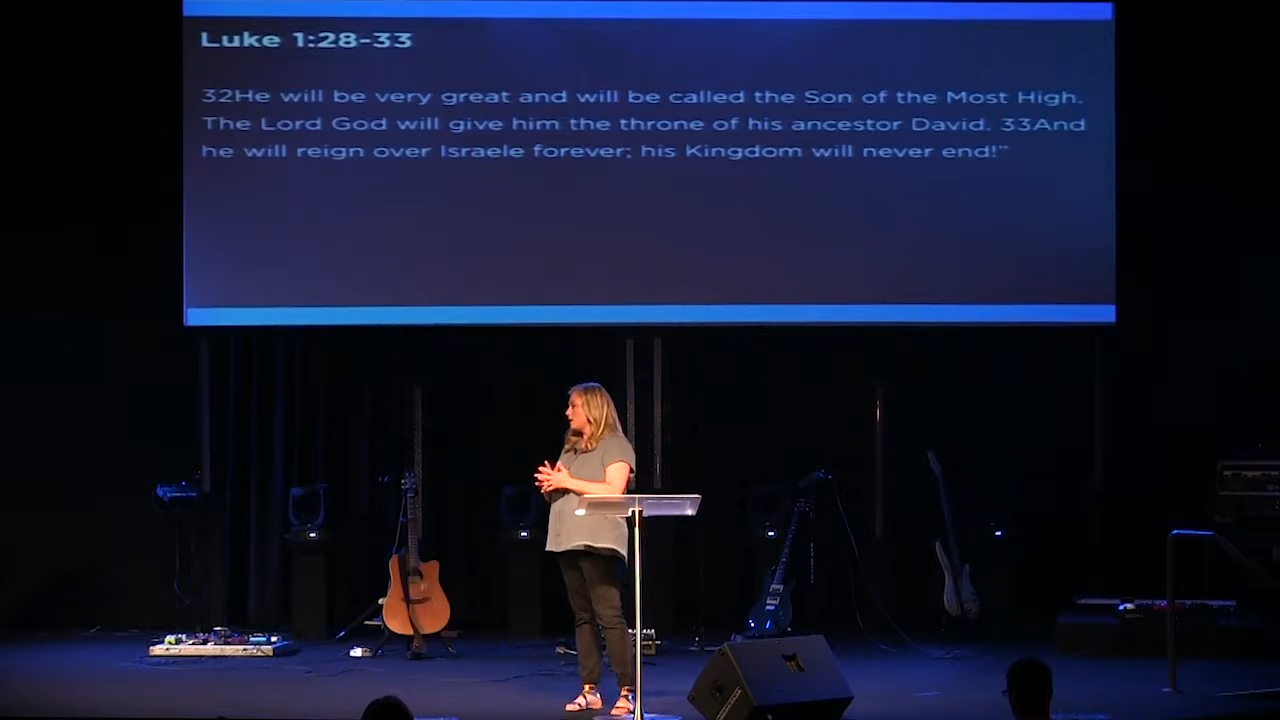 Luke 1:28-33
32He will be very great and will be called the Son of the Most High.
The Lord God will give him the throne of his ancestor David. 33And
he will reign over Israele forever; his Kingdom will never end!”